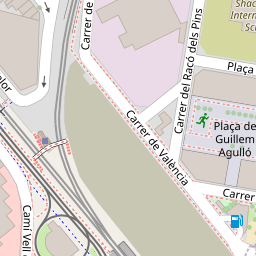 Carrer de
Carrer del Racó dels Pins
Plaça
Carrer de València
Plaça de
Guillem
Agulló
Camí Vell
Carrer